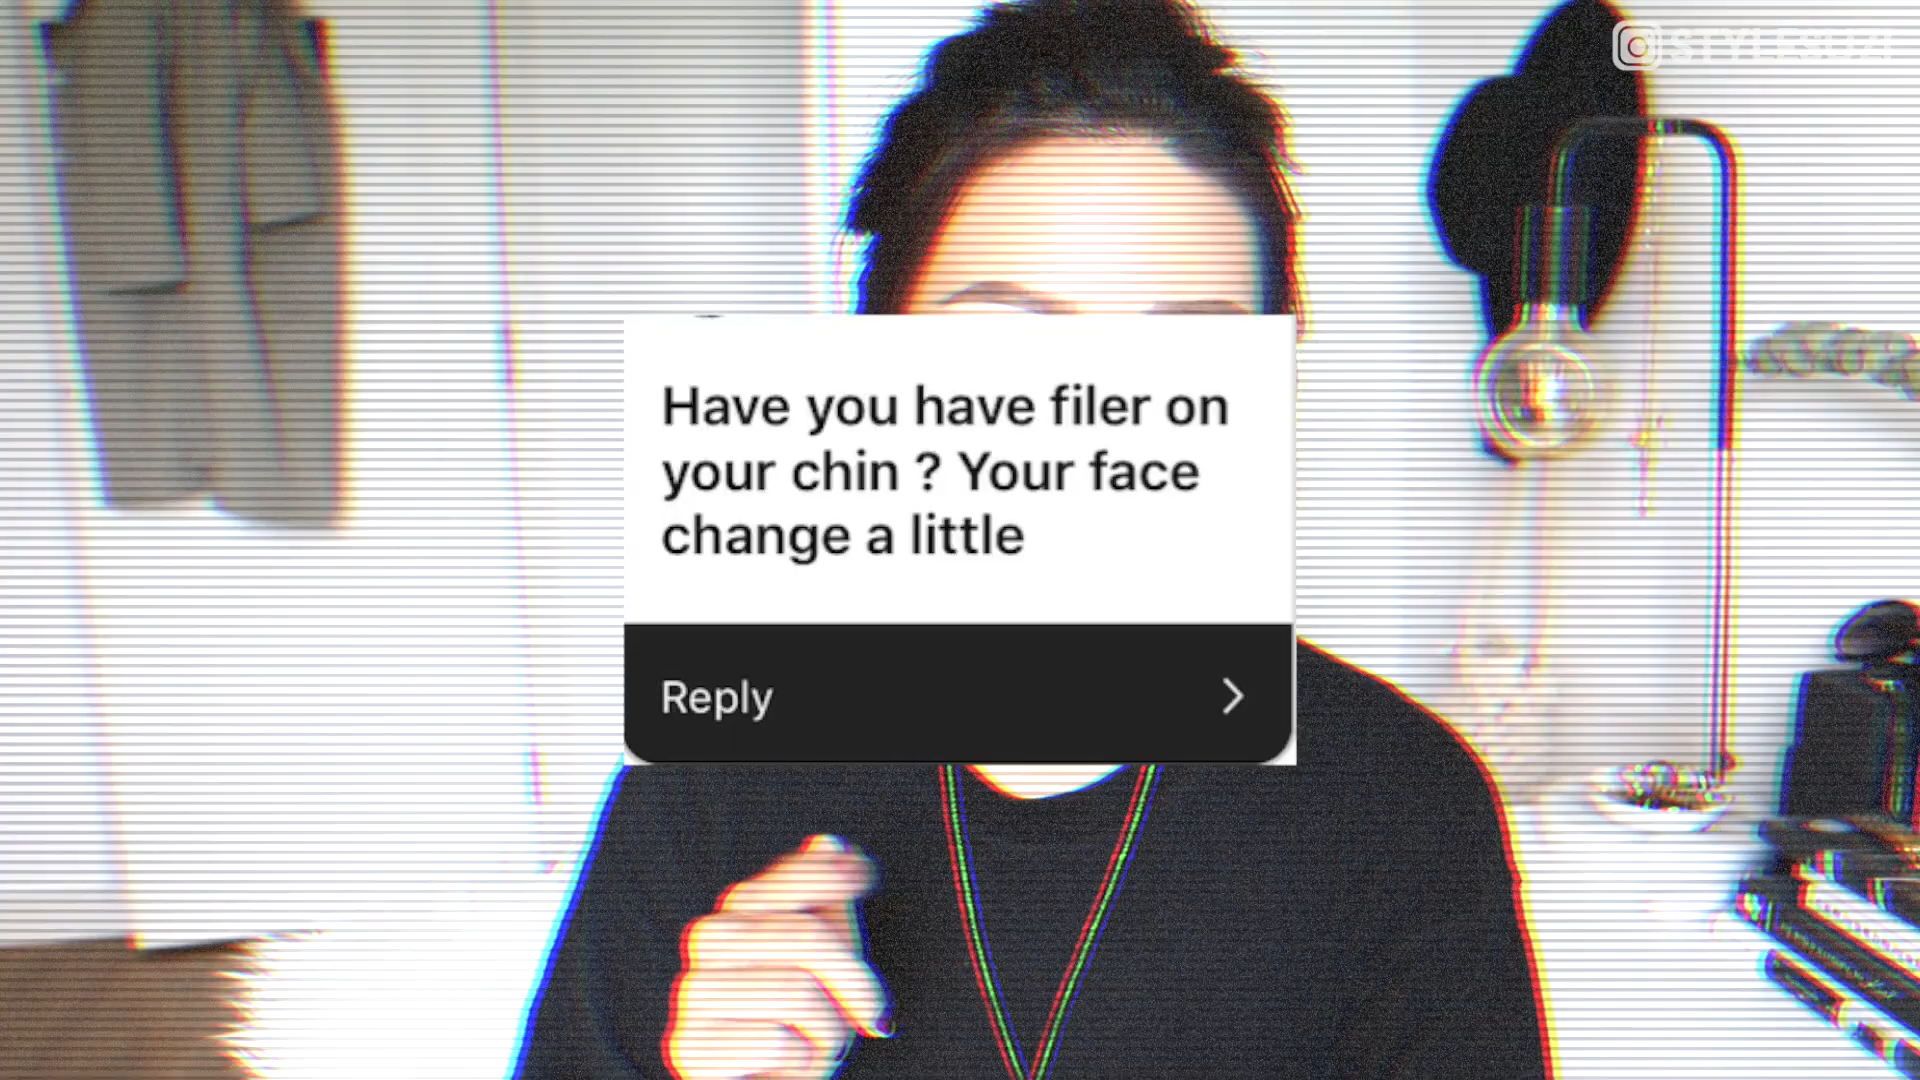 Have you have filer on
your chin ? Your face
change a little
Reply